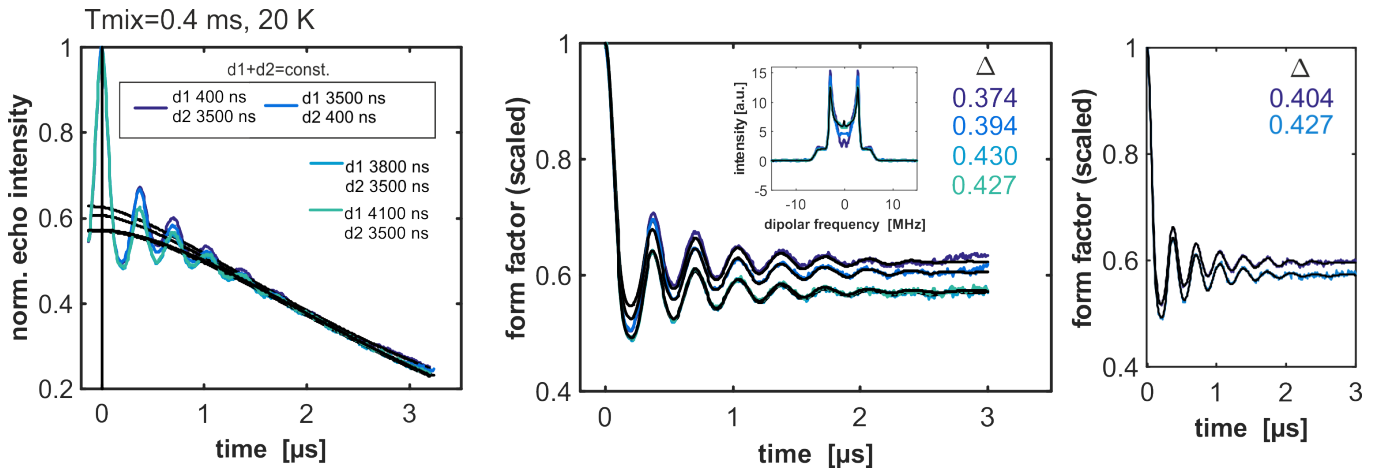 Tmix=0.4 ms, 20 K
norm. echo intensity
1
0.8
0.6
0.4
0.2
0
1
2
3
time [µs]
d1+d2=const.
d1 400 ns
d2 3500 ns
d1 3500 ns
d2 400 ns
d1 3800 ns
d2 3500 ns
d1 4100 ns
d2 3500 ns
form factor (scaled)
1
0.8
0.6
0.4
0
1
2
3
time [µs]
intensity [a.u.]
15
10
5
0
-5
-10
0
10
dipolar frequency [MHz]
Δ
0.374
0.394
0.430
0.427
form factor (scaled)
1
0.8
0.6
0.4
0
1
2
3
time [µs]
Δ
0.404
0.427